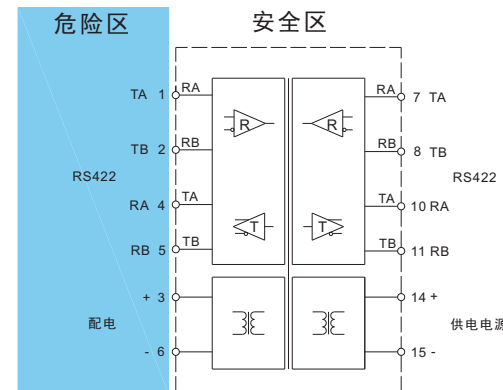 危险区 安全区
TA 1 RA RA 7 TA
R R
TB 2 RB RB 8 TB
RS422 RS422
RA 4 TA TA 10 RA
T T
RB 5 TB TB 11 RB
+ 3 14 +
配电 供电电源
- 6 15 -